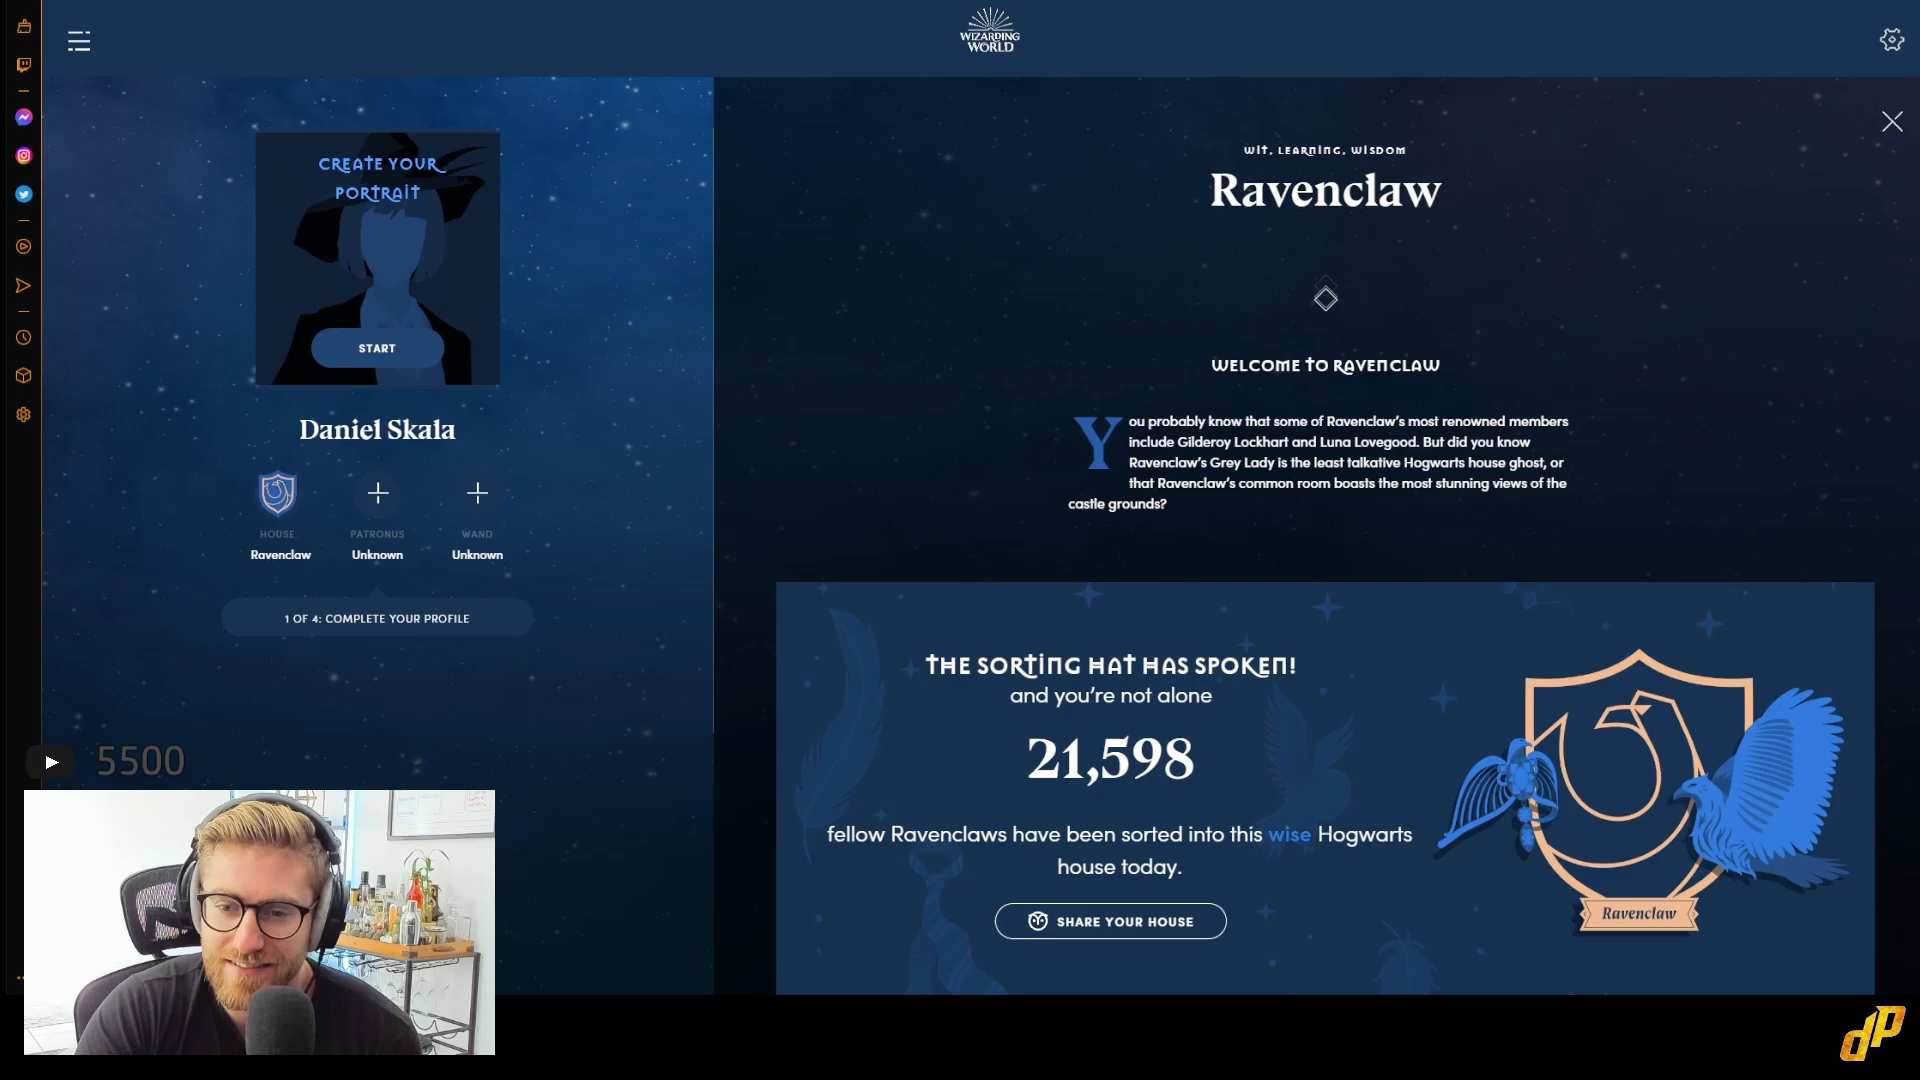 WIZARDING
WORLD
CREATE YOUR
PORTRAIT
START
Daniel Skala
HOUSE
Ravenclaw
PATRONUS
Unknown
WAND
Unknown
1 OF 4: COMPLETE YOUR PROFILE
5500
WIT, LEARNING, WISDOM
Ravenclaw
WELCOME TO RAVENCLAW
You probably know that some of Ravenclaw’s most renowned members
include Gilderoy Lockhart and Luna Lovegood. But did you know
Ravenclaw’s Grey Lady is the least talkative Hogwarts house ghost, or
that Ravenclaw’s common room boasts the most stunning views of the
castle grounds?
THE SORTING HAT HAS SPOKEN!
and you’re not alone
21,598
fellow Ravenclaws have been sorted into this wise Hogwarts
house today.
SHARE YOUR HOUSE
Ravenclaw
dP